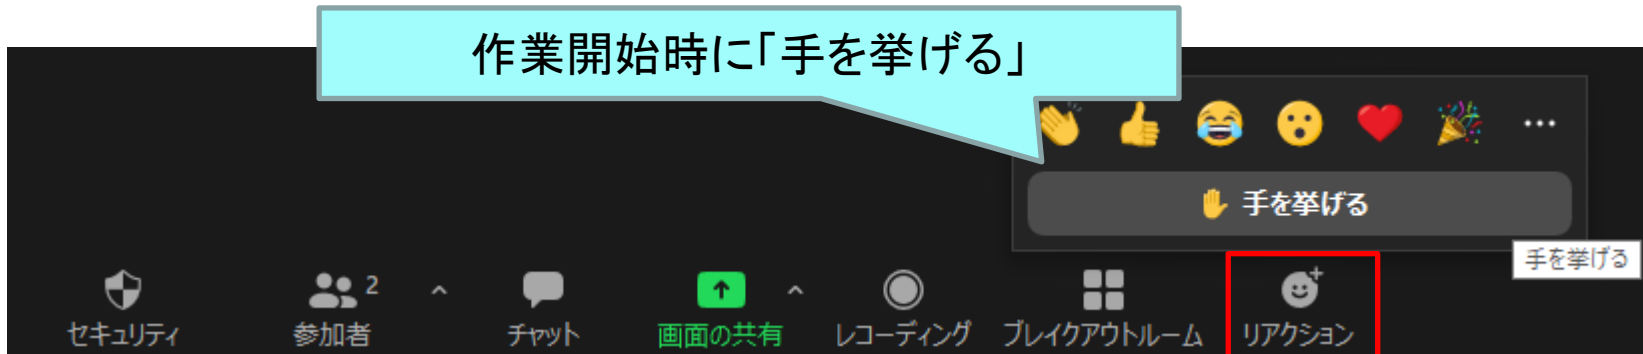 作業開始時に「手を挙げる」
手を挙げる
手を挙げる
セキュリティ
参加者
2
チャット
画面の共有
レコーディング
ブレイクアウトルーム
リアクション